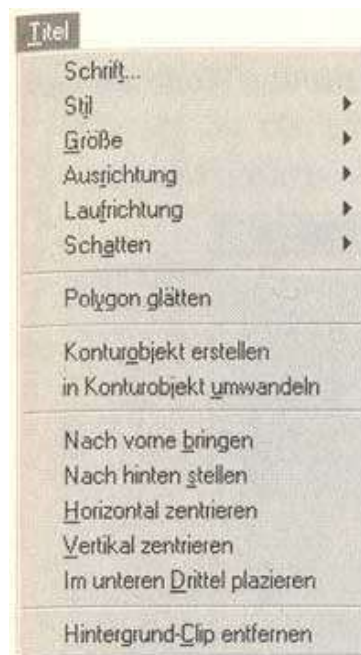 Titel
Schrift...
Stil
Größe
Ausrichtung
Laufrichtung
Schatten
Polygon glätten
Konturobjekt erstellen
in Konturobjekt umwandeln
Nach vorne bringen
Nach hinten stellen
Horizontal zentrieren
Vertikal zentrieren
Im unteren Drittel plazieren
Hintergrund-Clip entfernen